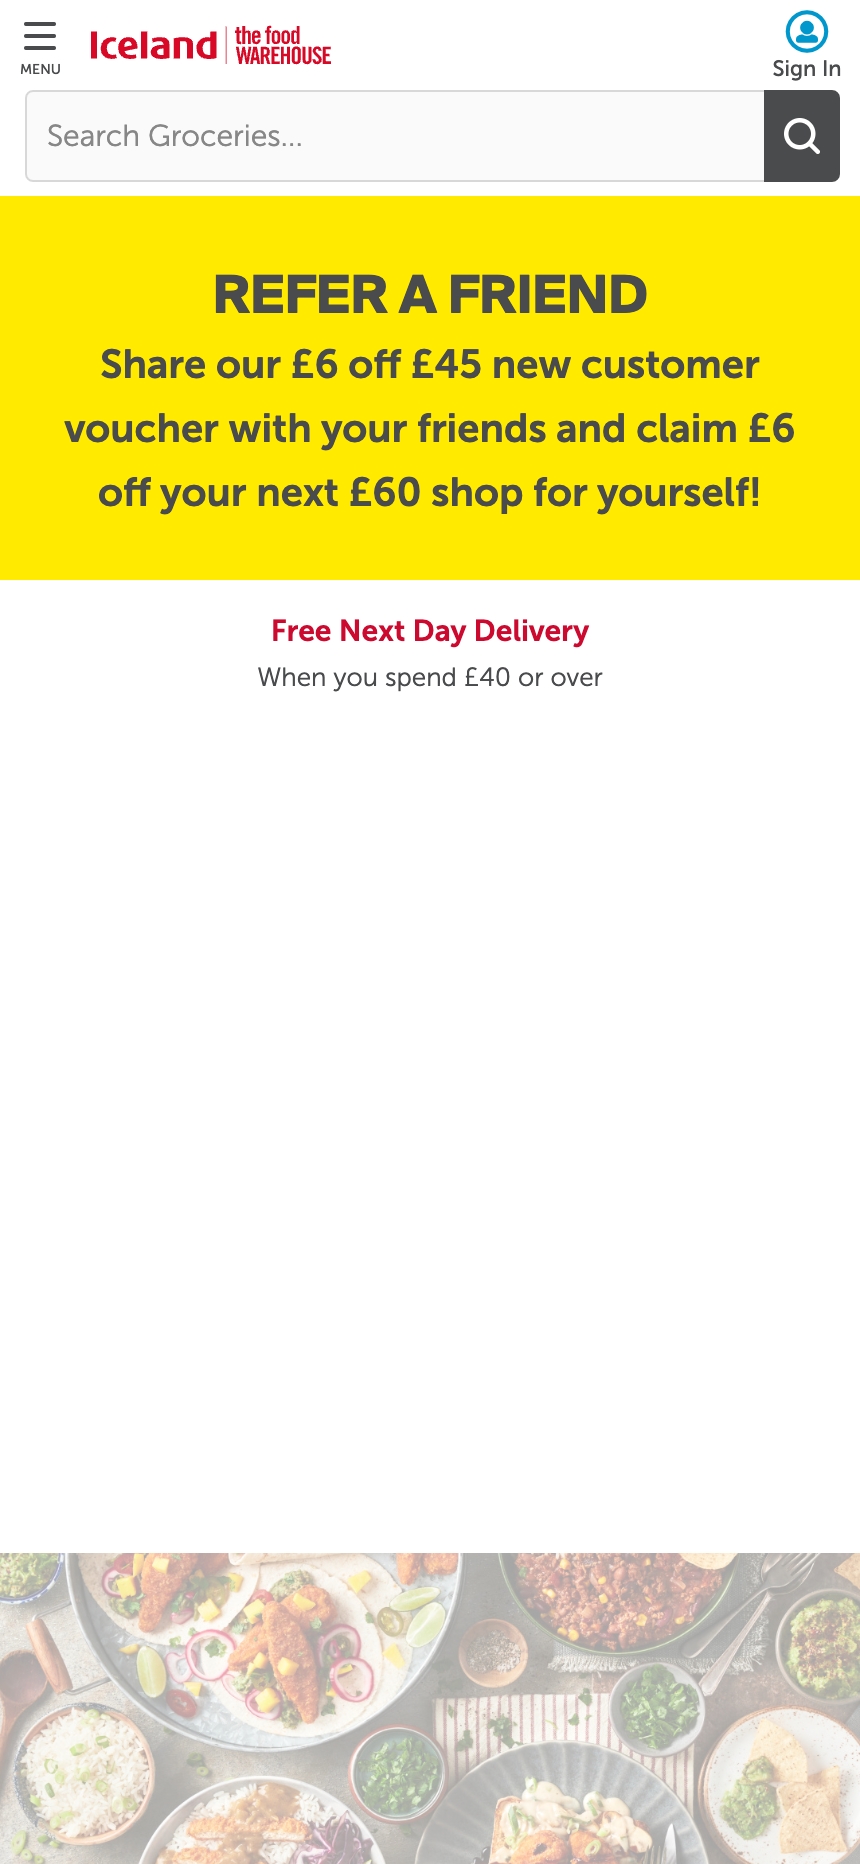 MENU
Iceland
the food
WAREHOUSE
Sign In
Search Groceries...
REFER A FRIEND
Share our £6 off £45 new customer
voucher with your friends and claim £6
off your next £60 shop for yourself!
Free Next Day Delivery
When you spend £40 or over